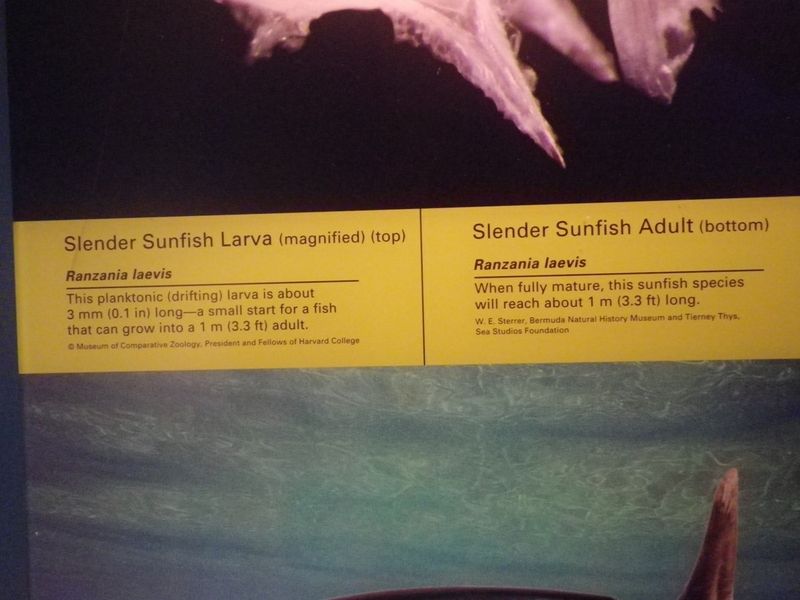 Slender Sunfish Larva (magnified) (top)
Ranzania laevis
This planktonic (drifting) larva is about
3 mm (0.1 in) long—a small start for a fish
that can grow into a 1 m (3.3 ft) adult.
© Museum of Comparative Zoology, President and Fellows of Harvard College
Slender Sunfish Adult (bottom)
Ranzania laevis
When fully mature, this sunfish species
will reach about 1 m (3.3 ft) long.
W. E. Sterrer, Bermuda Natural History Museum and Tierney Thys,
Sea Studios Foundation